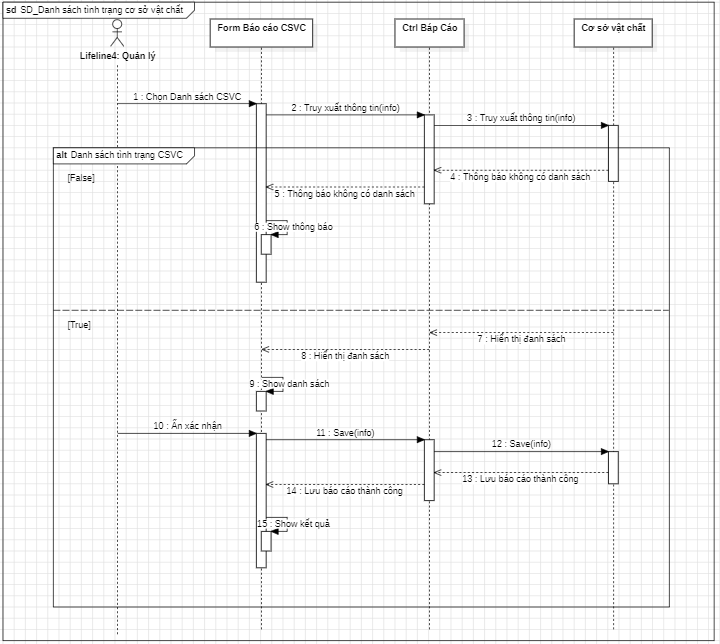 sd SD_Danh sách tình trạng cơ sở vật chất
Form Báo cáo CSVC
Ctrl Báp Cáo
Cơ sở vật chất
Lifeline4: Quản lý
1 : Chọn Danh sách CSVC
2 : Truy xuất thông tin(info)
3 : Truy xuất thông tin(info)
alt Danh sách tình trạng CSVC
[False]
4 : Thông báo không có danh sách
5 : Thông báo không có danh sách
6 : Show thông báo
[True]
7 : Hiển thị đanh sách
8 : Hiển thị đanh sách
9 : Show danh sách
10 : Ấn xác nhận
11 : Save(info)
12 : Save(info)
13 : Lưu báo cáo thành công
14 : Lưu báo cáo thành công
15 : Show kết quả